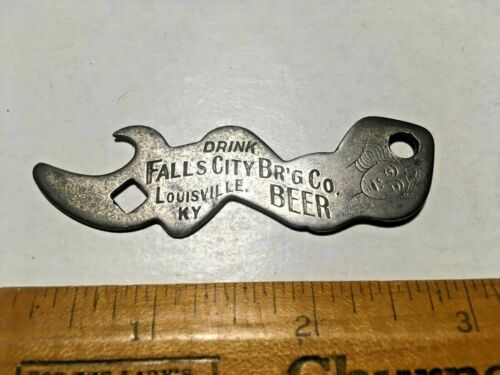 DRINK
FALLS CITY BR'G CO.
LOUISVILLE.
KY
BEER
1
2
3